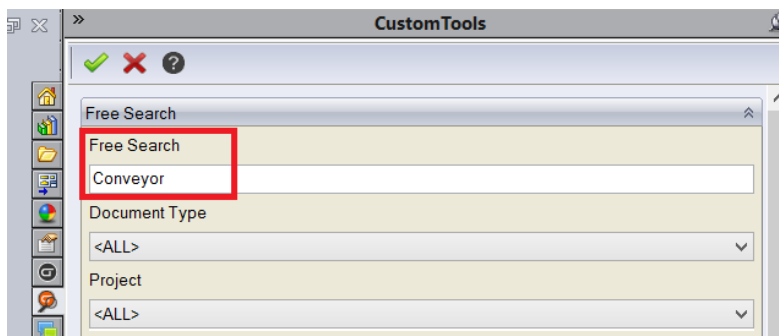 CustomTools
Free Search
Free Search
Conveyor
Document Type
<ALL>
Project
<ALL>